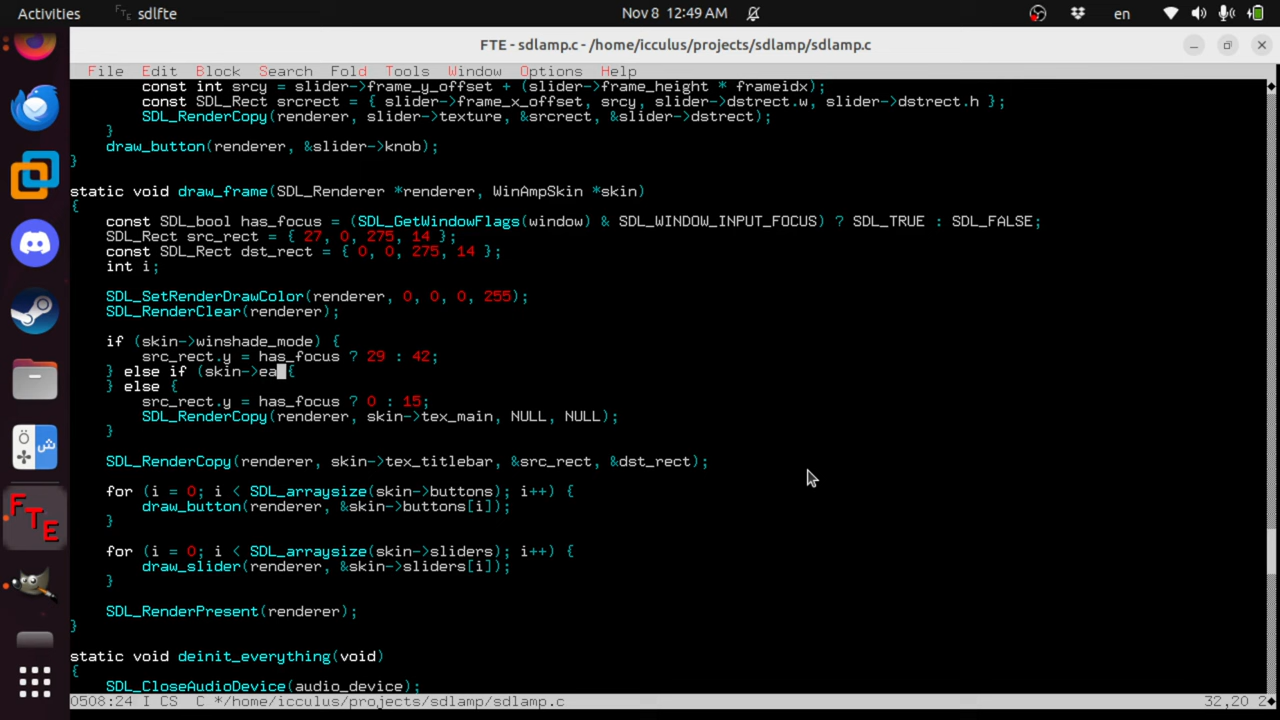 Activities
sdlfte
Nov 8 12:49 AM
en
FTE - sdlamp.c - /home/icculus/projects/sdlamp/sdlamp.c
File Edit Block Search Fold Tools Window Options Help
const int srcy = slider->frame_y_offset + (slider->frame_height * frameidx);
const SDL_Rect srcrect = { slider->frame_x_offset, srcy, slider->dstrect.w, slider->dstrect.h };
SDL_RenderCopy(renderer, slider->texture, &srcrect, &slider->dstrect);
}
draw_button(renderer, &slider->knob);
}
static void draw_frame(SDL_Renderer *renderer, WinAmpSkin *skin)
{
const SDL_bool has_focus = (SDL_GetWindowFlags(window) & SDL_WINDOW_INPUT_FOCUS) ? SDL_TRUE : SDL_FALSE;
SDL_Rect src_rect = { 27, 0, 275, 14 };
const SDL_Rect dst_rect = { 0, 0, 275, 14 };
int i;
SDL_SetRenderDrawColor(renderer, 0, 0, 0, 255);
SDL_RenderClear(renderer);
if (skin->winshade_mode) {
src_rect.y = has_focus ? 29 : 42;
} else if (skin->ea {
} else {
src_rect.y = has_focus ? 0 : 15;
SDL_RenderCopy(renderer, skin->tex_main, NULL, NULL);
}
SDL_RenderCopy(renderer, skin->tex_titlebar, &src_rect, &dst_rect);
for (i = 0; i < SDL_arraysize(skin->buttons); i++) {
draw_button(renderer, &skin->buttons[i]);
}
for (i = 0; i < SDL_arraysize(skin->sliders); i++) {
draw_slider(renderer, &skin->sliders[i]);
}
SDL_RenderPresent(renderer);
}
static void deinit_everything(void)
{
SDL_CloseAudioDevice(audio_device);
0508:24 I CS C */home/icculus/projects/sdlamp/sdlamp.c 32,20 2
FTE